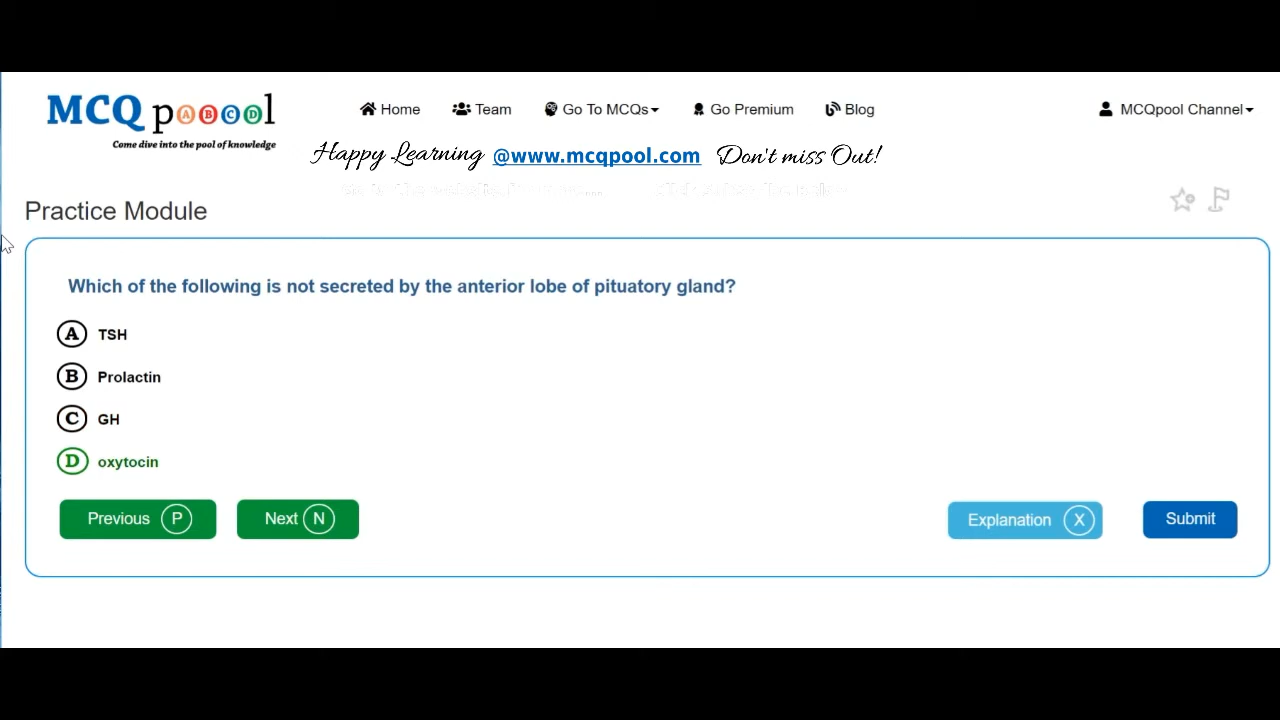 MCQ pABCDl
Come dive into the pool of knowledge
Home Team Go To MCQs Go Premium Blog MCQpool Channel
Happy Learning @www.mcqpool.com Don't miss Out!
Practice Module
Which of the following is not secreted by the anterior lobe of pituatory gland?
A TSH
B Prolactin
C GH
D oxytocin
Previous P Next N Explanation X Submit